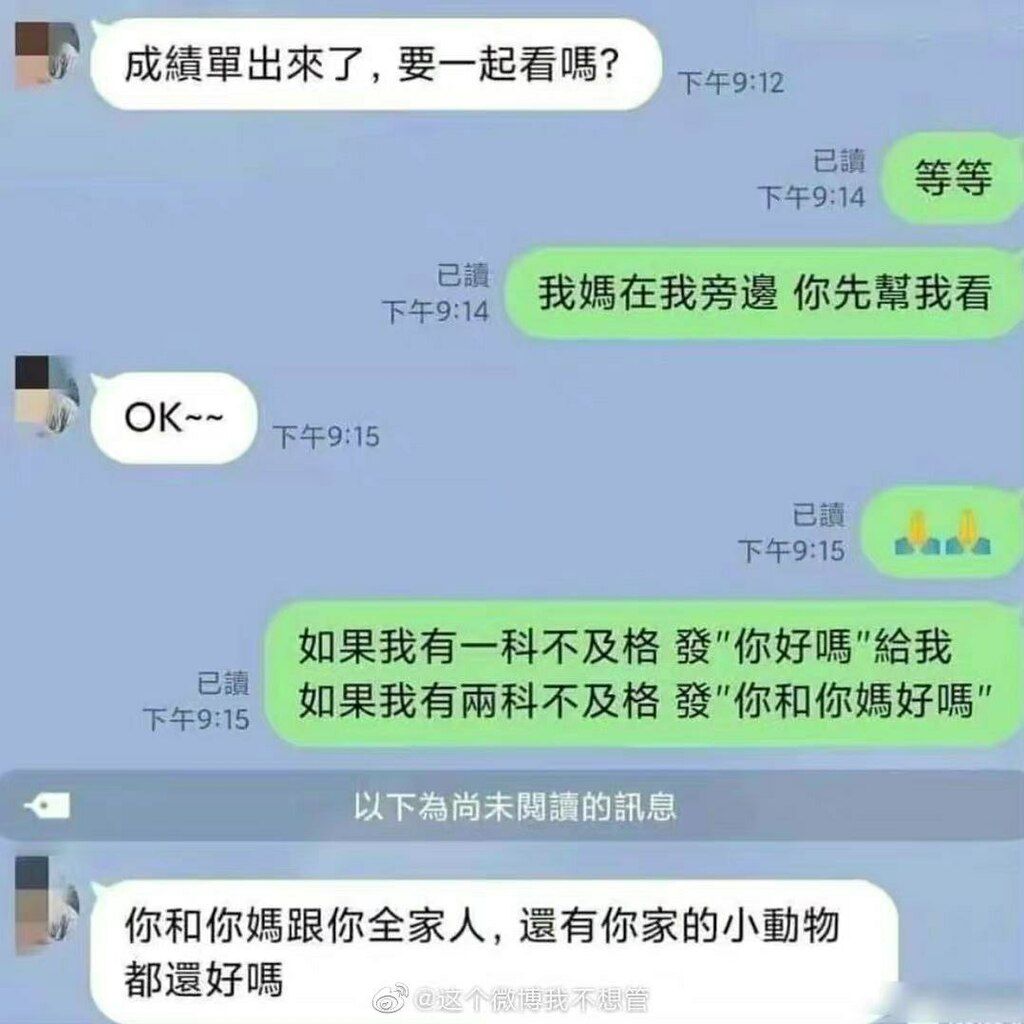 成績單出來了, 要一起看嗎?
下午9:12
已讀
下午9:14
等等
已讀
下午9:14
我媽在我旁邊 你先幫我看
OK~~
下午9:15
已讀
下午9:15
🙏🙏
已讀
下午9:15
如果我有一科不及格 發"你好嗎"給我
如果我有兩科不及格 發"你和你媽好嗎"
以下為尚未閱讀的訊息
你和你媽跟你全家人, 還有你家的小動物
都還好嗎
@这个微博我不想管